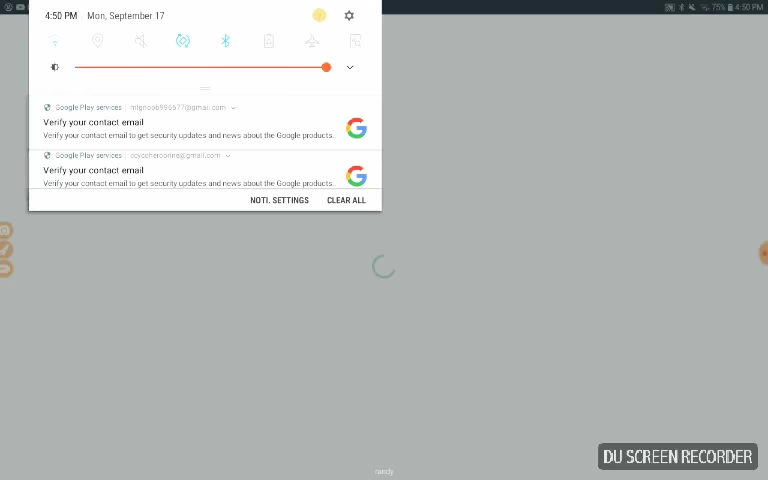 75% 4:50 PM
4:50 PM Mon, September 17
Google Play services
Verify your contact email
Verify your contact email to get security updates and news about the Google products.
Google Play services
Verify your contact email
Verify your contact email to get security updates and news about the Google products.
NOTI. SETTINGS CLEAR ALL
DU SCREEN RECORDER